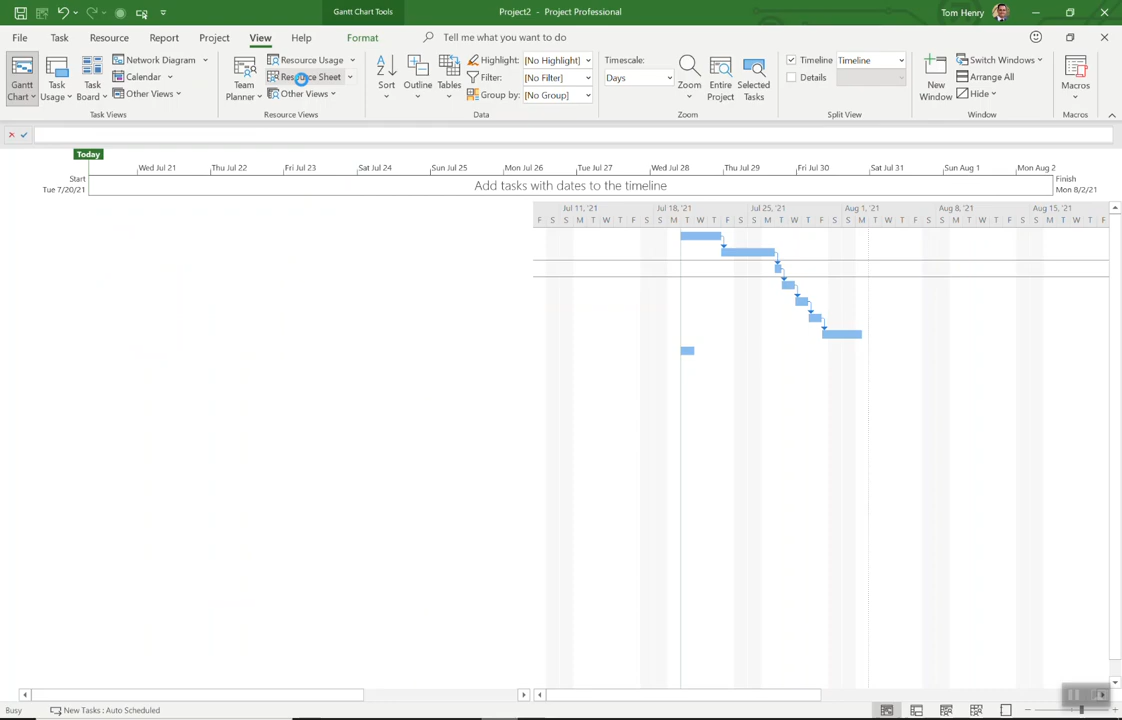 Gantt Chart Tools
Project2 - Project Professional
Tom Henry
File Task Resource Report Project View Help Format Tell me what you want to do
Gantt Chart
Task Usage
Task Board
Network Diagram
Calendar
Other Views
Task Views
Team Planner
Resource Usage
Resource Sheet
Other Views
Resource Views
Sort
Outline
Tables
Highlight: [No Highlight]
Filter: [No Filter]
Group by: [No Group]
Data
Timescale:
Days
Zoom
Entire Project
Selected Tasks
Zoom
Timeline Timeline
Details
Split View
New Window
Switch Windows
Arrange All
Hide
Window
Macros
Macros
Today
Wed Jul 21 Thu Jul 22 Fri Jul 23 Sat Jul 24 Sun Jul 25 Mon Jul 26 Tue Jul 27 Wed Jul 28 Thu Jul 29 Fri Jul 30 Sat Jul 31 Sun Aug 1 Mon Aug 2
Start
Tue 7/20/21
Add tasks with dates to the timeline
Finish
Mon 8/2/21
Jul 11, '21 Jul 18, '21 Jul 25, '21 Aug 1, '21 Aug 8, '21 Aug 15, '21
F S S M T W T F S S M T W T F S S M T W T F S S M T W T F S S M T W T F S S M T W T F
Busy New Tasks : Auto Scheduled